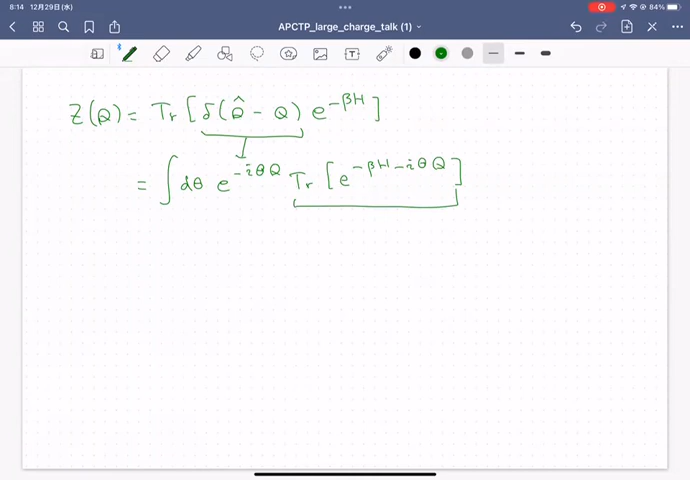 8:14 12月29日(水) 84%
APCTP_large_charge_talk (1)
Z(Q) = Tr [ δ( Q̂ - Q ) e^{-βH} ]
= ∫ dθ e^{-iθQ} Tr [ e^{-βH-iθQ} ]